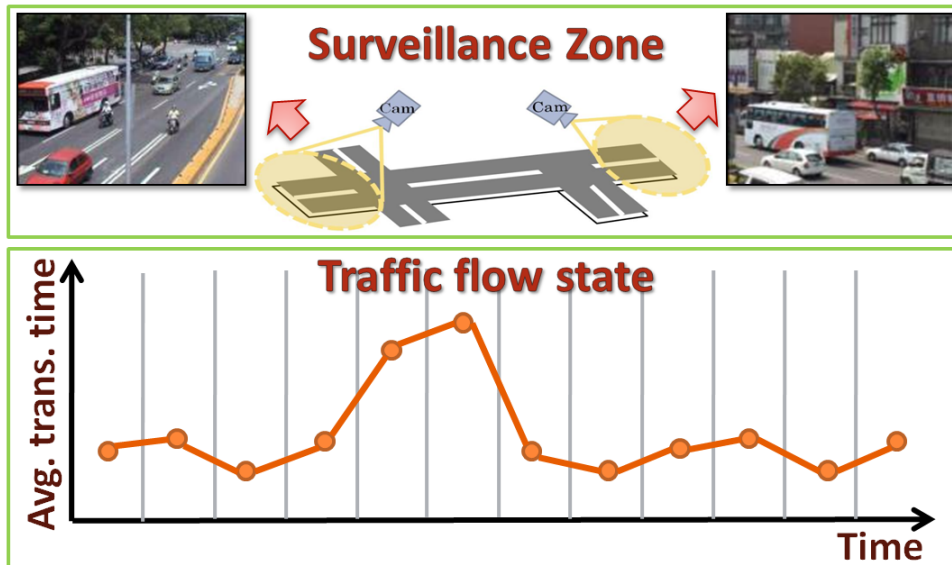 Surveillance Zone
Cam
Cam
Traffic flow state
Avg. trans. time
Time